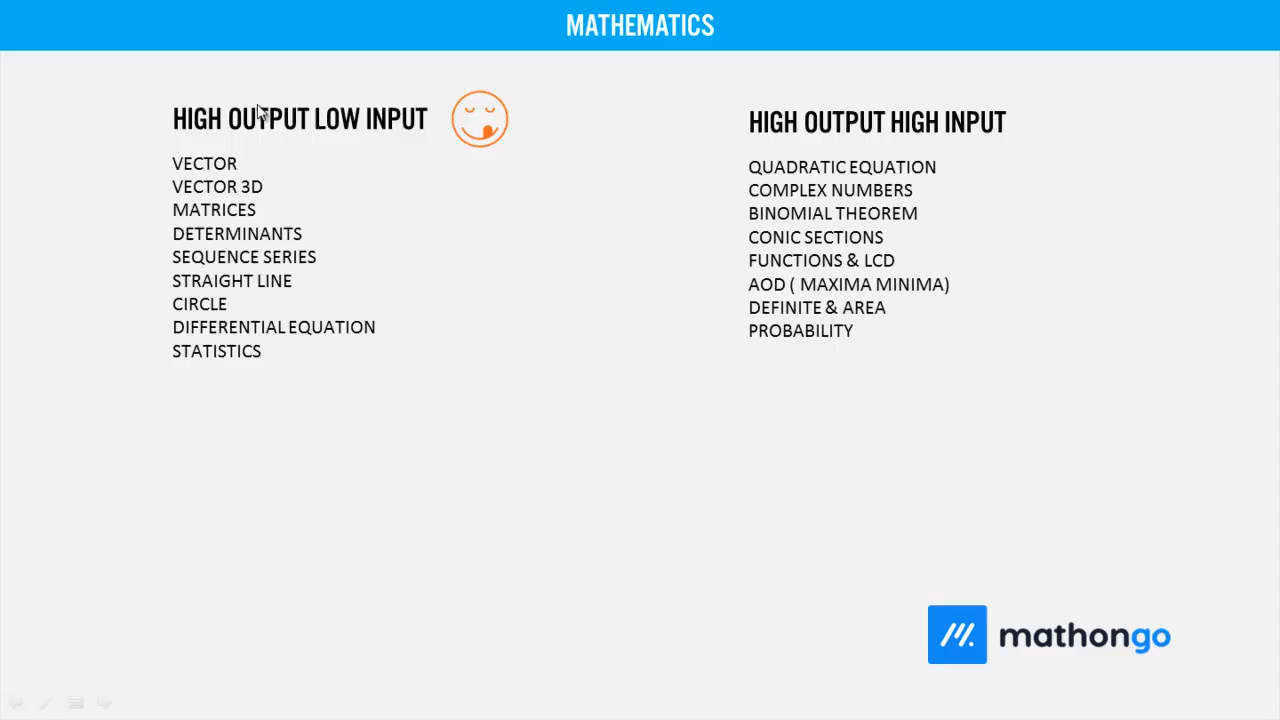 MATHEMATICS
HIGH OUTPUT LOW INPUT
VECTOR
VECTOR 3D
MATRICES
DETERMINANTS
SEQUENCE SERIES
STRAIGHT LINE
CIRCLE
DIFFERENTIAL EQUATION
STATISTICS
HIGH OUTPUT HIGH INPUT
QUADRATIC EQUATION
COMPLEX NUMBERS
BINOMIAL THEOREM
CONIC SECTIONS
FUNCTIONS & LCD
AOD ( MAXIMA MINIMA)
DEFINITE & AREA
PROBABILITY
mathongo